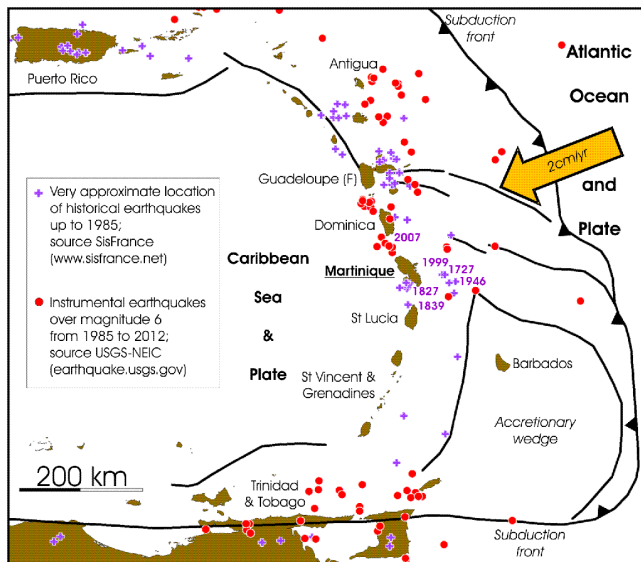 Subduction
front
Atlantic
Ocean
and
Plate
2cm/yr
Puerto Rico
Antigua
Guadeloupe (F)
Dominica
2007
Martinique
1999
1727
1946
1827
1839
St Lucia
Caribbean
Sea
&
Plate
Very approximate location
of historical earthquakes
up to 1985;
source SisFrance
(www.sisfrance.net)
Instrumental earthquakes
over magnitude 6
from 1985 to 2012;
source USGS-NEIC
(earthquake.usgs.gov)
St Vincent &
Grenadines
Barbados
Accretionary
wedge
200 km
Trinidad
& Tobago
Subduction
front